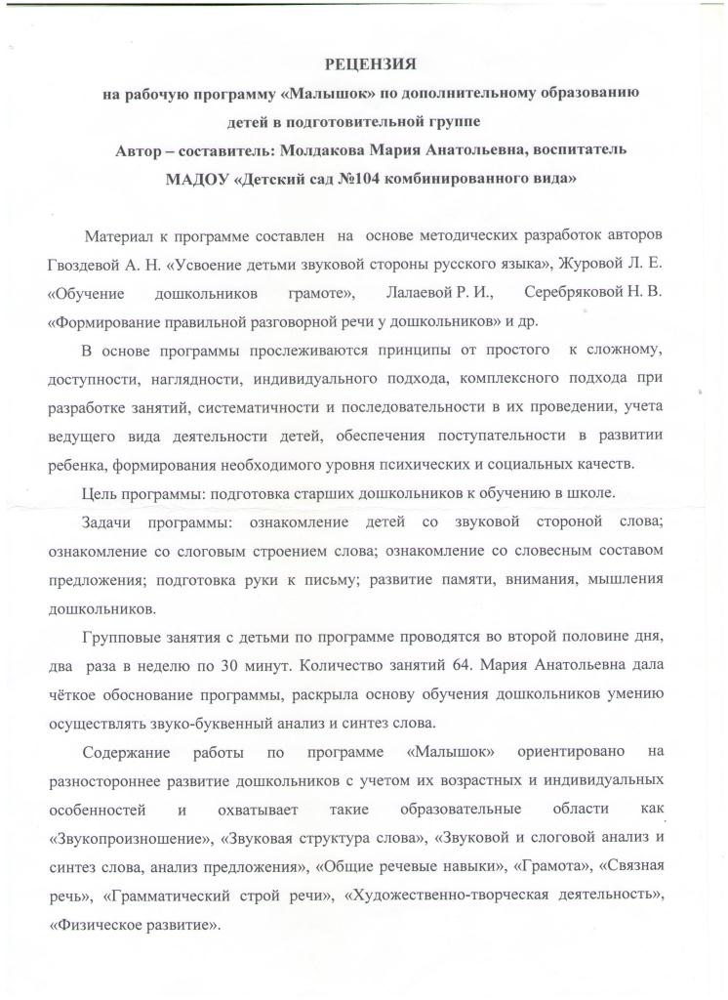 РЕЦЕНЗИЯ
на рабочую программу «Малышок» по дополнительному образованию
детей в подготовительной группе
Автор – составитель: Молдакова Мария Анатольевна, воспитатель
МАДОУ «Детский сад №104 комбинированного вида»
Материал к программе составлен на основе методических разработок авторов
Гвоздевой А. Н. «Усвоение детьми звуковой стороны русского языка», Журовой Л. Е.
«Обучение дошкольников грамоте», Лалаевой Р. И., Серебряковой Н. В.
«Формирование правильной разговорной речи у дошкольников» и др.
В основе программы прослеживаются принципы от простого к сложному,
доступности, наглядности, индивидуального подхода, комплексного подхода при
разработке занятий, систематичности и последовательности в их проведении, учета
ведущего вида деятельности детей, обеспечения поступательности в развитии
ребенка, формирования необходимого уровня психических и социальных качеств.
Цель программы: подготовка старших дошкольников к обучению в школе.
Задачи программы: ознакомление детей со звуковой стороной слова;
ознакомление со слоговым строением слова; ознакомление со словесным составом
предложения; подготовка руки к письму; развитие памяти, внимания, мышления
дошкольников.
Групповые занятия с детьми по программе проводятся во второй половине дня,
два раза в неделю по 30 минут. Количество занятий 64. Мария Анатольевна дала
чёткое обоснование программы, раскрыла основу обучения дошкольников умению
осуществлять звуко-буквенный анализ и синтез слова.
Содержание работы по программе «Малышок» ориентировано на
разностороннее развитие дошкольников с учетом их возрастных и индивидуальных
особенностей и охватывает такие образовательные области как
«Звукопроизношение», «Звуковая структура слова», «Звуковой и слоговой анализ и
синтез слова, анализ предложения», «Общие речевые навыки», «Грамота», «Связная
речь», «Грамматический строй речи», «Художественно-творческая деятельность»,
«Физическое развитие».